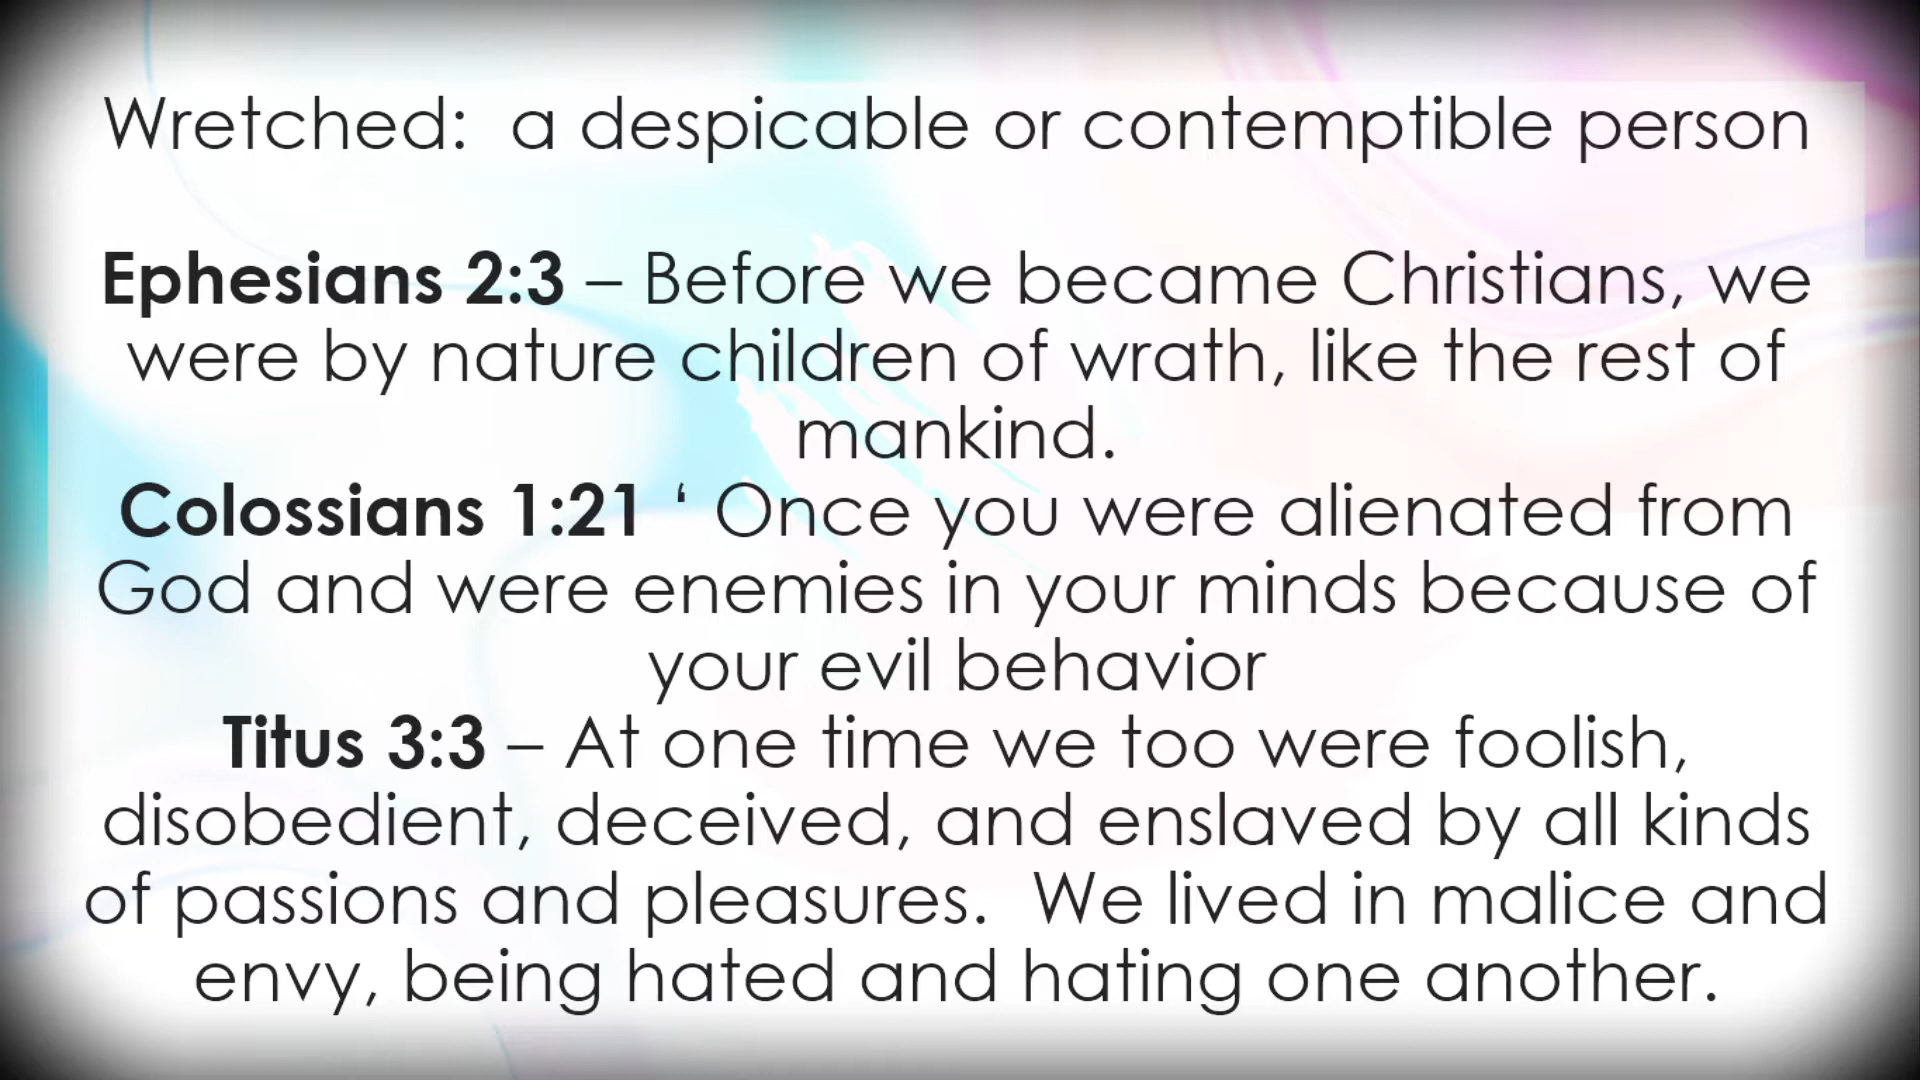 Wretched:  a despicable or contemptible person
Ephesians 2:3 – Before we became Christians, we
were by nature children of wrath, like the rest of
mankind.
Colossians 1:21 ‘ Once you were alienated from
God and were enemies in your minds because of
your evil behavior
Titus 3:3 – At one time we too were foolish,
disobedient, deceived, and enslaved by all kinds
of passions and pleasures.  We lived in malice and
envy, being hated and hating one another.